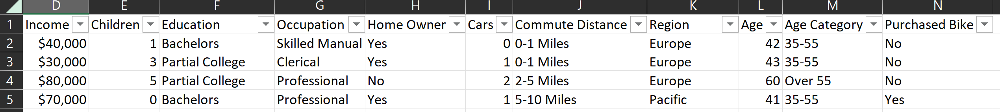 D E F G H I J K L M N
1 Income Children Education Occupation Home Owner Cars Commute Distance Region Age Age Category Purchased Bike
2 $40,000 1 Bachelors Skilled Manual Yes 0 0-1 Miles Europe 42 35-55 No
3 $30,000 3 Partial College Clerical Yes 1 0-1 Miles Europe 43 35-55 No
4 $80,000 5 Partial College Professional No 2 2-5 Miles Europe 60 Over 55 No
5 $70,000 0 Bachelors Professional Yes 1 5-10 Miles Pacific 41 35-55 Yes